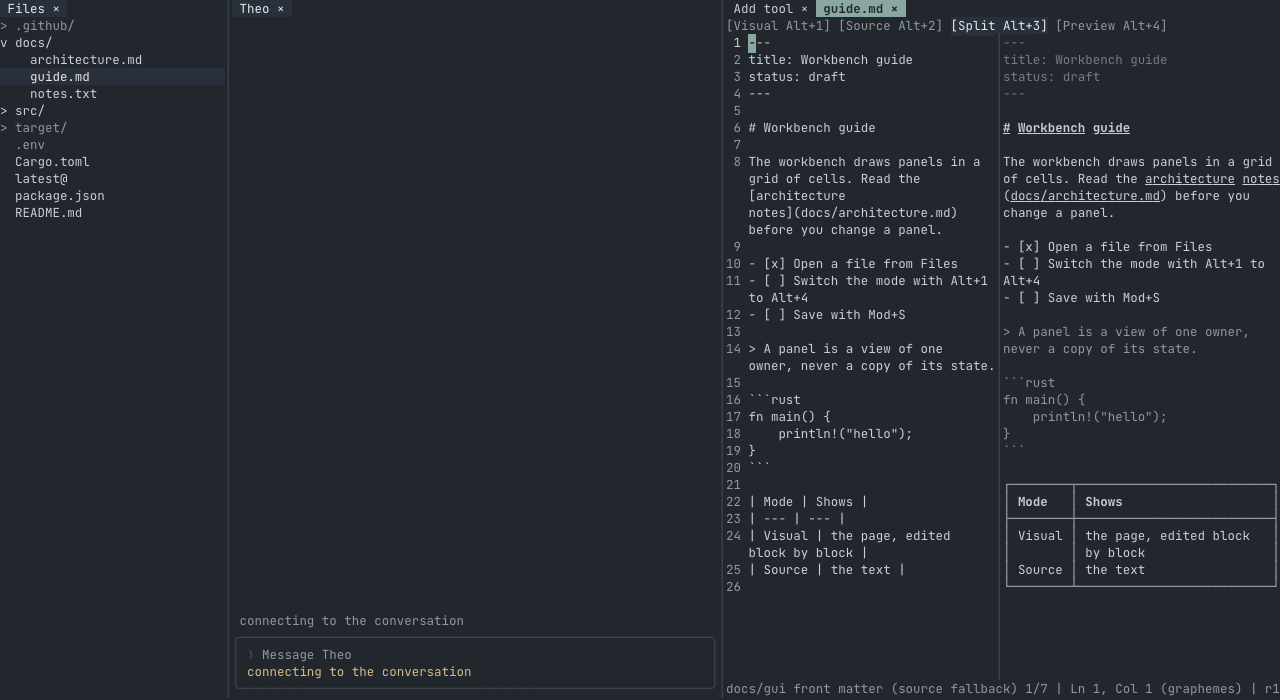 Files ×
> .github/
v docs/
architecture.md
guide.md
notes.txt
> src/
> target/
.env
Cargo.toml
latest@
package.json
README.md
Theo ×
connecting to the conversation
⟩ Message Theo
connecting to the conversation
Add tool × guide.md ×
[Visual Alt+1] [Source Alt+2] [Split Alt+3] [Preview Alt+4]
1 ---
2 title: Workbench guide
3 status: draft
4 ---
5
6 # Workbench guide
7
8 The workbench draws panels in a
grid of cells. Read the
[architecture
notes](docs/architecture.md)
before you change a panel.
9
10 - [x] Open a file from Files
11 - [ ] Switch the mode with Alt+1
to Alt+4
12 - [ ] Save with Mod+S
13
14 > A panel is a view of one
owner, never a copy of its state.
15
16 ```rust
17 fn main() {
18     println!("hello");
19 }
20 ```
21
22 | Mode | Shows |
23 | --- | --- |
24 | Visual | the page, edited
block by block |
25 | Source | the text |
26
---
title: Workbench guide
status: draft
---
# Workbench guide
The workbench draws panels in a grid
of cells. Read the architecture notes
(docs/architecture.md) before you
change a panel.
- [x] Open a file from Files
- [ ] Switch the mode with Alt+1 to
Alt+4
- [ ] Save with Mod+S
> A panel is a view of one owner,
never a copy of its state.
```rust
fn main() {
    println!("hello");
}
```
Mode Shows
Visual the page, edited block
by block
Source the text
docs/gui front matter (source fallback) 1/7 | Ln 1, Col 1 (graphemes) | r1